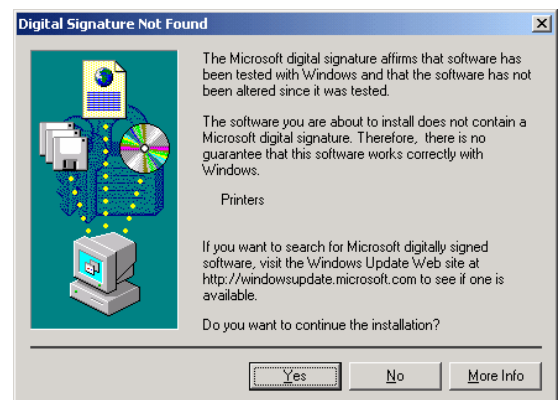 Digital Signature Not Found
The Microsoft digital signature affirms that software has
been tested with Windows and that the software has not
been altered since it was tested.
The software you are about to install does not contain a
Microsoft digital signature. Therefore, there is no
guarantee that this software works correctly with
Windows.
Printers
If you want to search for Microsoft digitally signed
software, visit the Windows Update Web site at
http://windowsupdate.microsoft.com to see if one is
available.
Do you want to continue the installation?
Yes No More Info